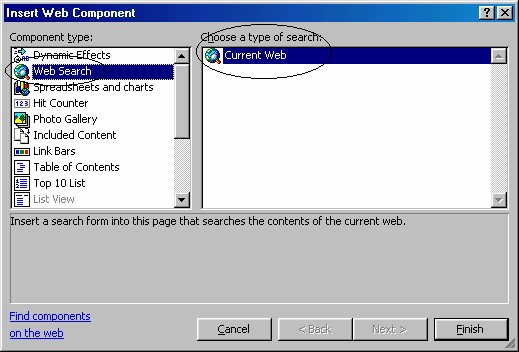 Insert Web Component
Component type:
Choose a type of search:
Dynamic Effects
Web Search
Spreadsheets and charts
Hit Counter
Photo Gallery
Included Content
Link Bars
Table of Contents
Top 10 List
List View
Current Web
Insert a search form into this page that searches the contents of the current web.
Find components
on the web
Cancel
< Back
Next >
Finish